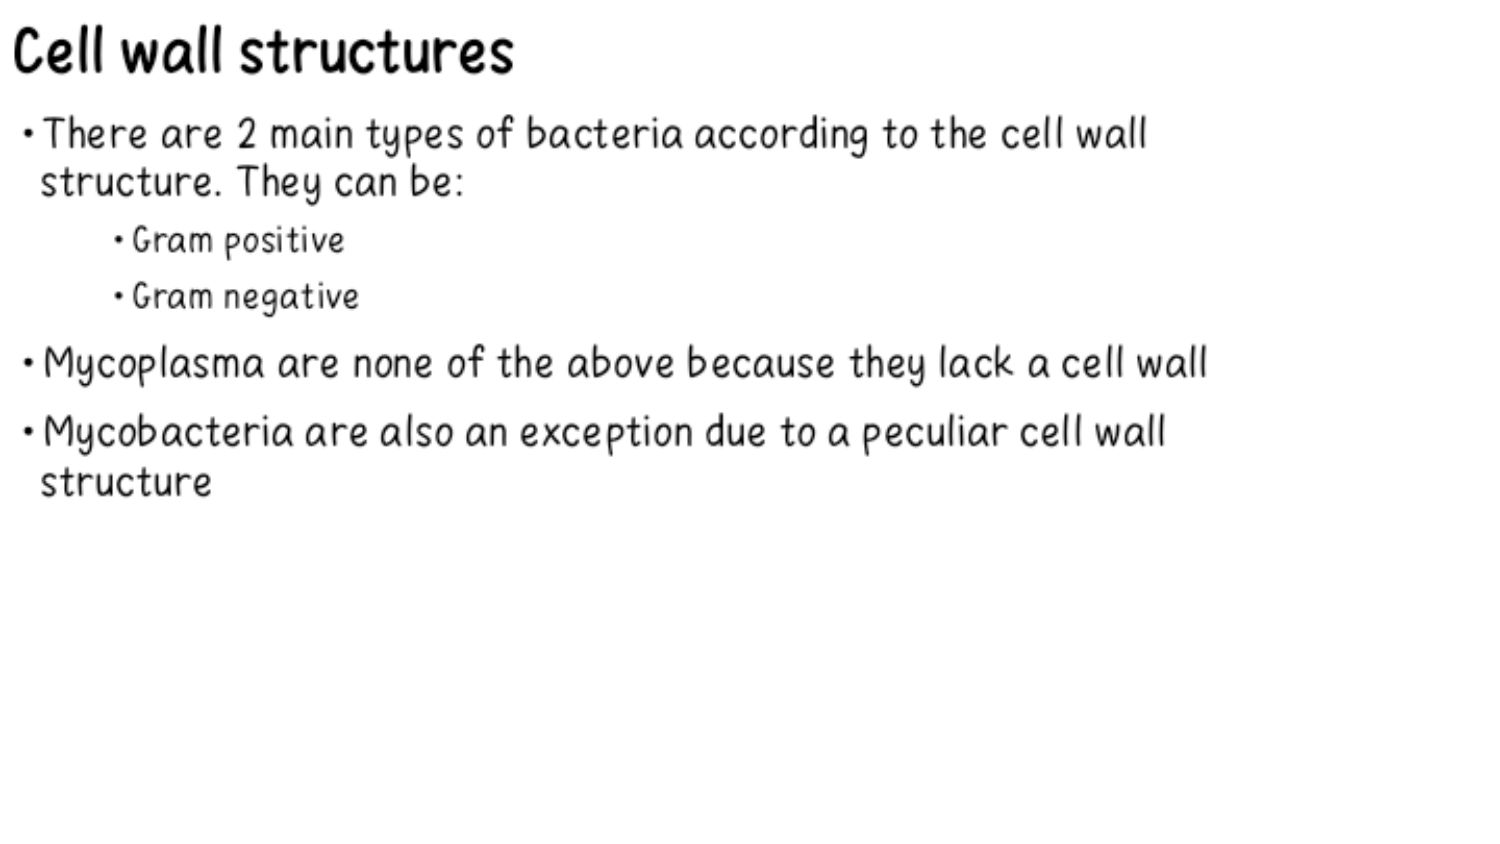 Cell wall structures
• There are 2 main types of bacteria according to the cell wall
structure. They can be:
• Gram positive
• Gram negative
• Mycoplasma are none of the above because they lack a cell wall
• Mycobacteria are also an exception due to a peculiar cell wall
structure